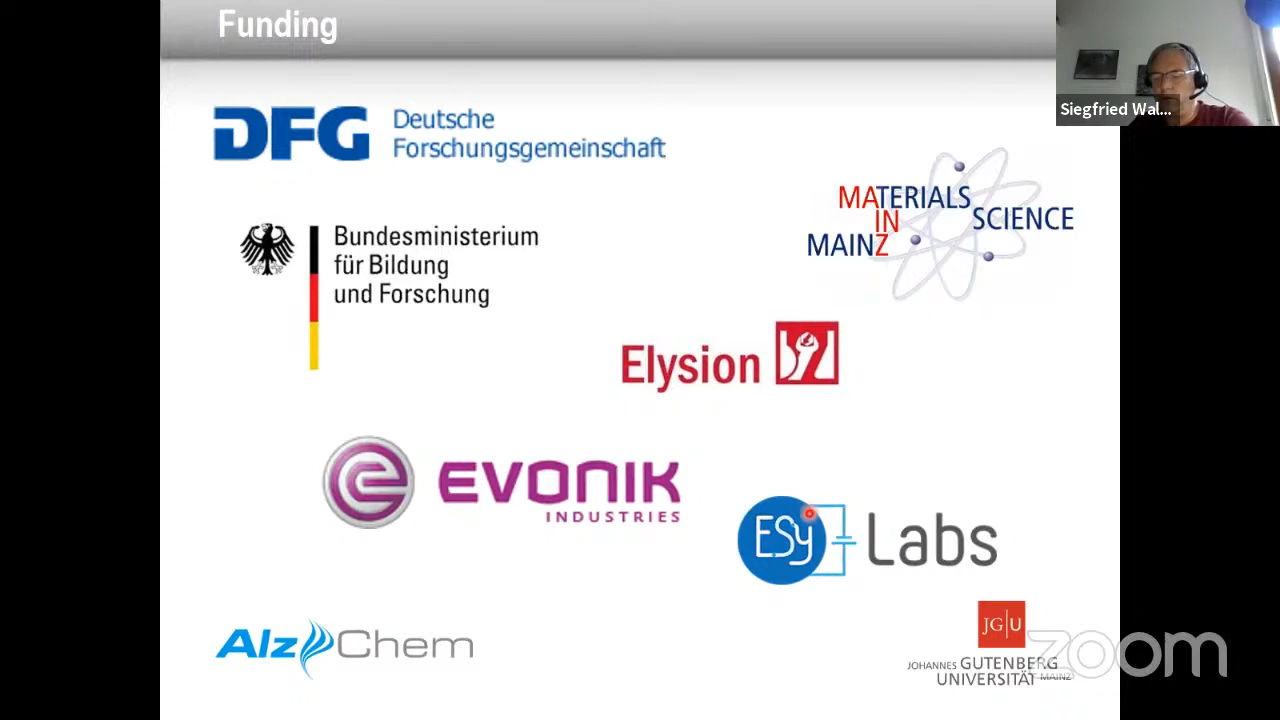 Funding
Siegfried Wal...
DFG
Deutsche
Forschungsgemeinschaft
MATERIALS
IN
SCIENCE
MAINZ
Bundesministerium
für Bildung
und Forschung
Elysion
EVONIK
INDUSTRIES
ESy
Labs
AlzChem
JG|U
JOHANNES GUTENBERG
UNIVERSITÄT MAINZ
zoom